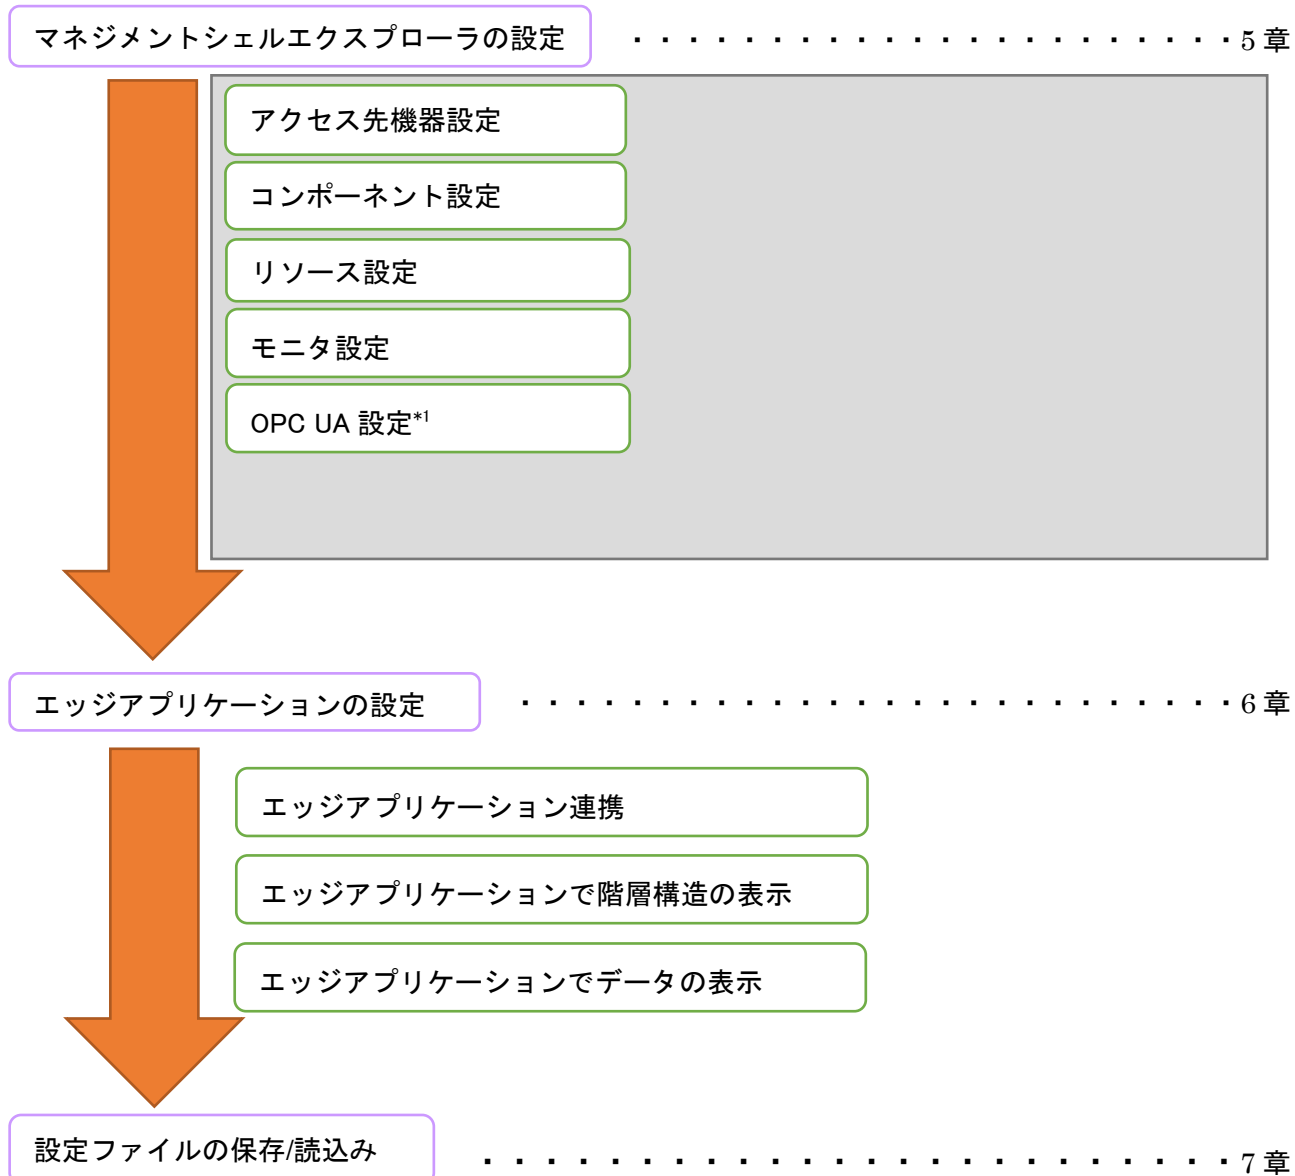 マネジメントシェルエクスプローラの設定 ・・・・・・・・・・・・・・・・・・・・・・5 章
アクセス先機器設定
コンポーネント設定
リソース設定
モニタ設定
OPC UA 設定*1
エッジアプリケーションの設定 ・・・・・・・・・・・・・・・・・・・・・・・・・・6 章
エッジアプリケーション連携
エッジアプリケーションで階層構造の表示
エッジアプリケーションでデータの表示
設定ファイルの保存/読込み ・・・・・・・・・・・・・・・・・・・・・・・・7 章